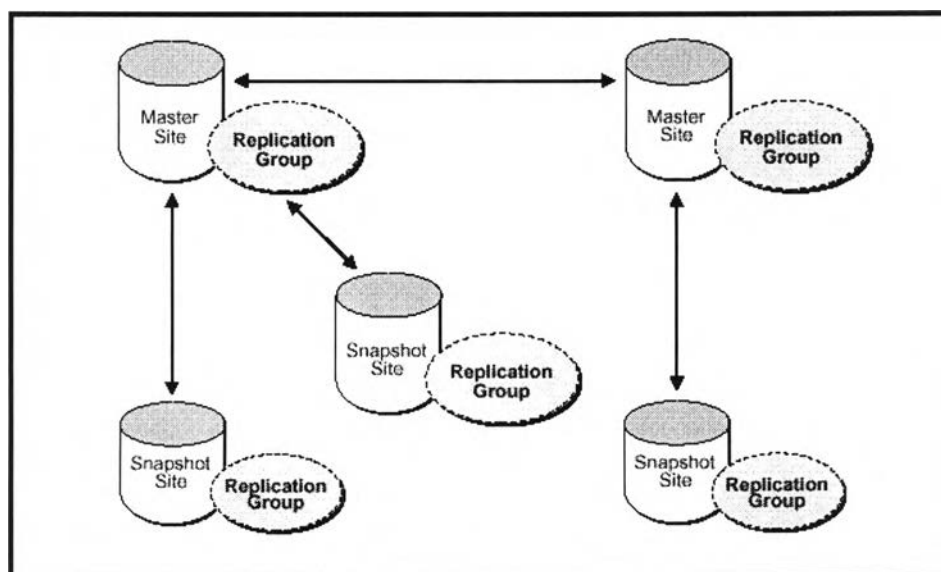 Master
Site
Replication
Group
Master
Site
Replication
Group
Snapshot
Site
Replication
Group
Snapshot
Site
Replication
Group
Snapshot
Site
Replication
Group